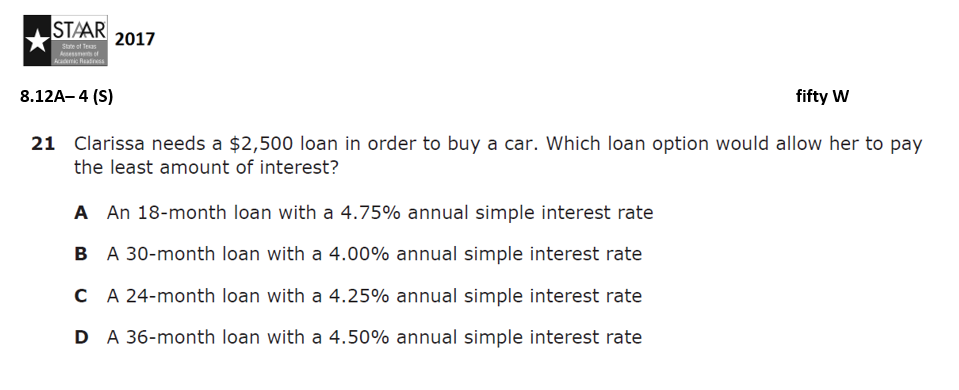 STAAR
State of Texas
Assessments of
Academic Readiness
2017
8.12A– 4 (S)
fifty W
21 Clarissa needs a $2,500 loan in order to buy a car. Which loan option would allow her to pay
the least amount of interest?
A An 18-month loan with a 4.75% annual simple interest rate
B A 30-month loan with a 4.00% annual simple interest rate
C A 24-month loan with a 4.25% annual simple interest rate
D A 36-month loan with a 4.50% annual simple interest rate